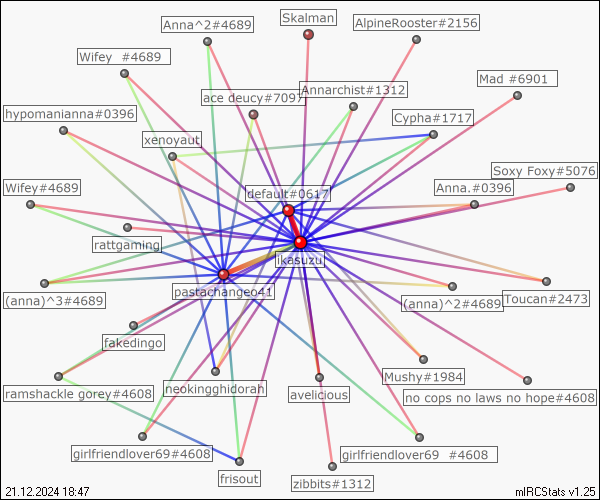 Skalman
Anna^2#4689
AlpineRooster#2156
Wifey  #4689
Mad #6901
ace deucy#7097
Annarchist#1312
hypomanianna#0396
Cypha#1717
xenoyaut
Soxy Foxy#5076
Wifey#4689
default#0617
Anna.#0396
rattgaming
ikasuzu
pastachangeo41
(anna)^3#4689
(anna)^2#4689
Toucan#2473
fakedingo
Mushy#1984
ramshackle gorey#4608
neokingghidorah
avelicious
no cops no laws no hope#4608
girlfriendlover69#4608
girlfriendlover69  #4608
frisout
zibbits#1312
21.12.2024 18:47
mIRCStats v1.25